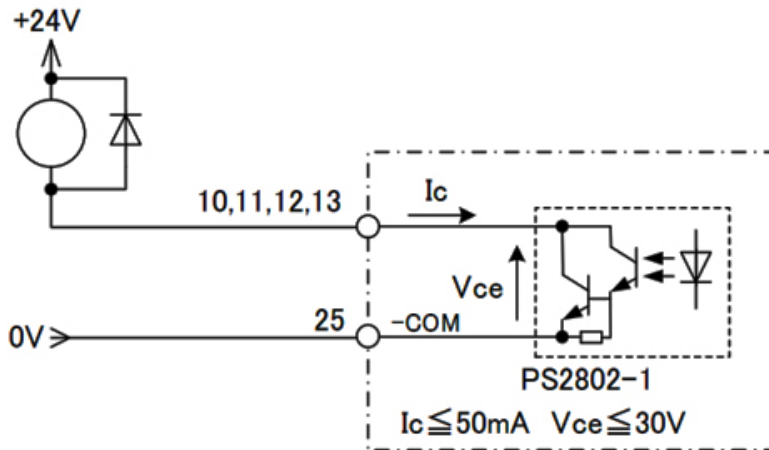 +24V
10,11,12,13
Ic
Vce
0V
25
-COM
PS2802-1
Ic≦50mA Vce≦30V